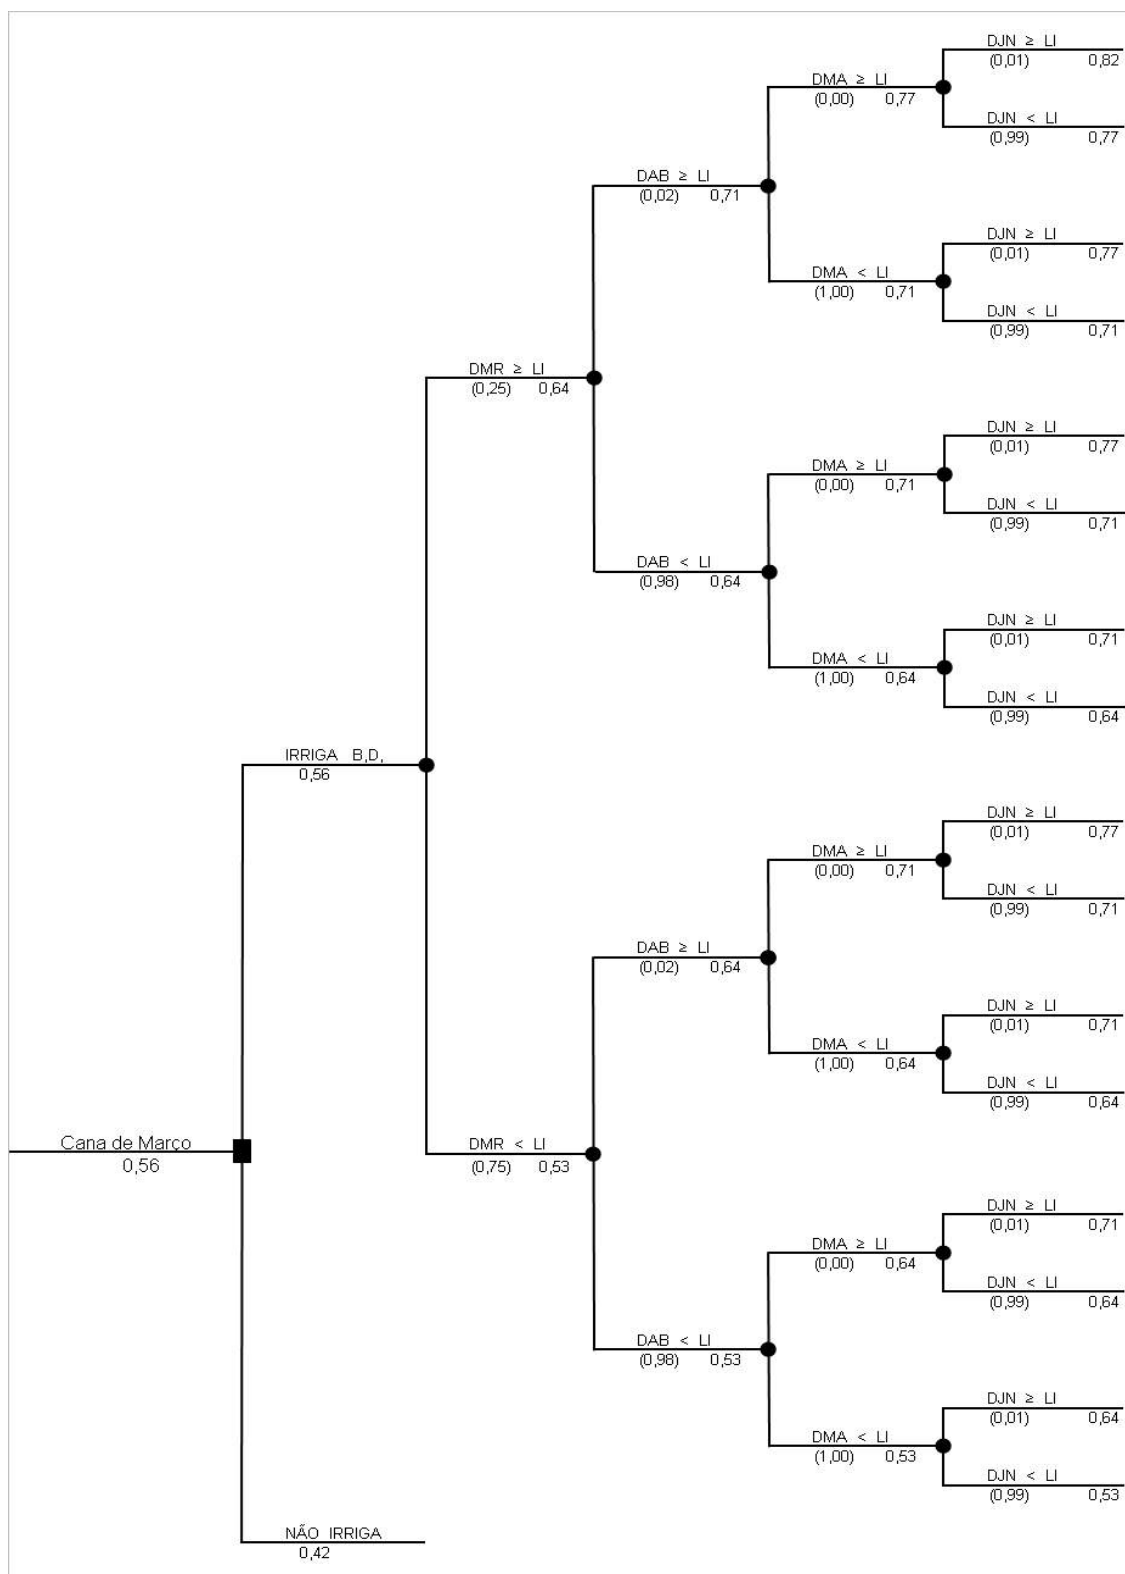 DJN ≥ LI
(0,01) 0,82
DMA ≥ LI
(0,00) 0,77
DJN < LI
(0,99) 0,77
DAB ≥ LI
(0,02) 0,71
DJN ≥ LI
(0,01) 0,77
DMA < LI
(1,00) 0,71
DJN < LI
(0,99) 0,71
DMR ≥ LI
(0,25) 0,64
DJN ≥ LI
(0,01) 0,77
DMA ≥ LI
(0,00) 0,71
DJN < LI
(0,99) 0,71
DAB < LI
(0,98) 0,64
DJN ≥ LI
(0,01) 0,71
DMA < LI
(1,00) 0,64
DJN < LI
(0,99) 0,64
IRRIGA B,D,
0,56
DJN ≥ LI
(0,01) 0,77
DMA ≥ LI
(0,00) 0,71
DJN < LI
(0,99) 0,71
DAB ≥ LI
(0,02) 0,64
DJN ≥ LI
(0,01) 0,71
DMA < LI
(1,00) 0,64
DJN < LI
(0,99) 0,64
Cana de Março
0,56
DMR < LI
(0,75) 0,53
DJN ≥ LI
(0,01) 0,71
DMA ≥ LI
(0,00) 0,64
DJN < LI
(0,99) 0,64
DAB < LI
(0,98) 0,53
DJN ≥ LI
(0,01) 0,64
DMA < LI
(1,00) 0,53
DJN < LI
(0,99) 0,53
NÃO IRRIGA
0,42